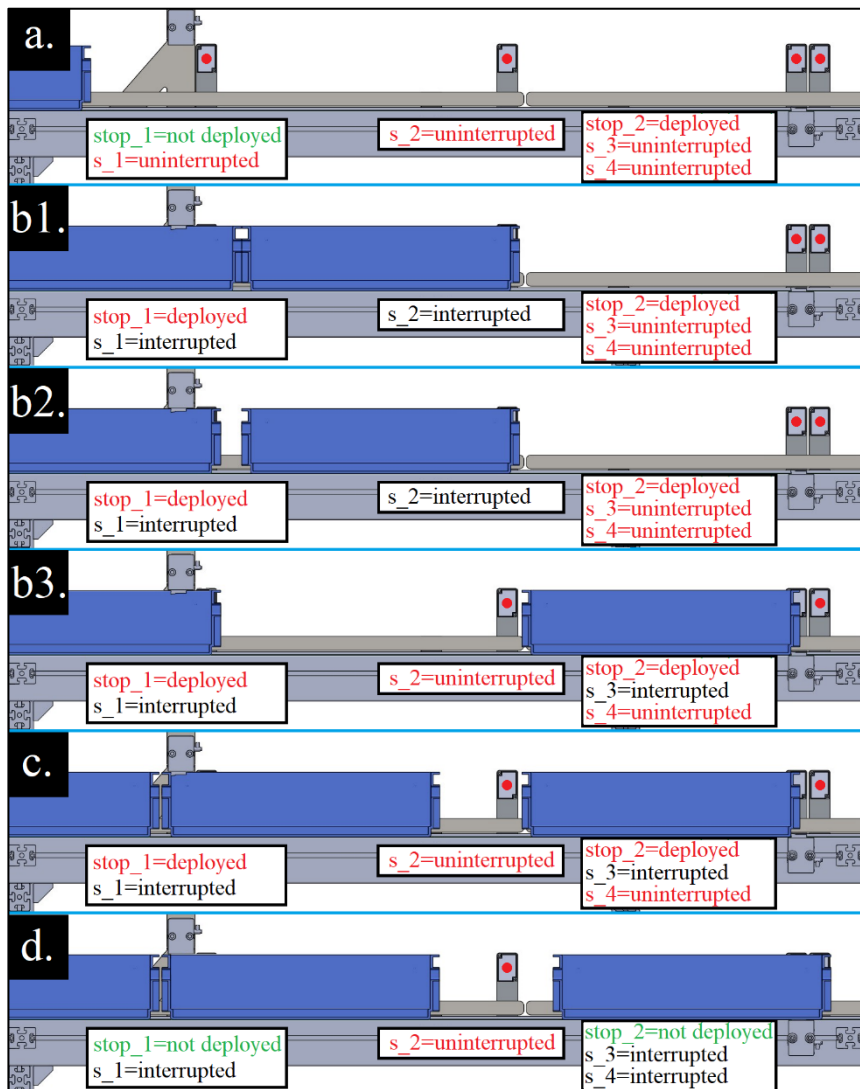 a.
stop_1=not deployed
s_1=uninterrupted
s_2=uninterrupted
stop_2=deployed
s_3=uninterrupted
s_4=uninterrupted
b1.
stop_1=deployed
s_1=interrupted
s_2=interrupted
stop_2=deployed
s_3=uninterrupted
s_4=uninterrupted
b2.
stop_1=deployed
s_1=interrupted
s_2=interrupted
stop_2=deployed
s_3=uninterrupted
s_4=uninterrupted
b3.
stop_1=deployed
s_1=interrupted
s_2=uninterrupted
stop_2=deployed
s_3=interrupted
s_4=uninterrupted
c.
stop_1=deployed
s_1=interrupted
s_2=uninterrupted
stop_2=deployed
s_3=interrupted
s_4=uninterrupted
d.
stop_1=not deployed
s_1=interrupted
s_2=uninterrupted
stop_2=not deployed
s_3=interrupted
s_4=interrupted